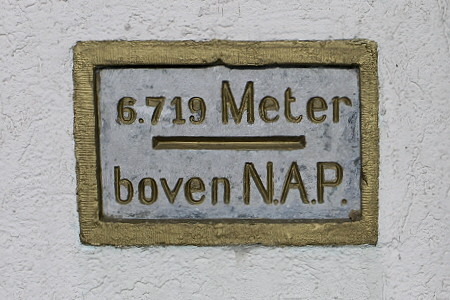 6.719 Meter
boven N.A.P.